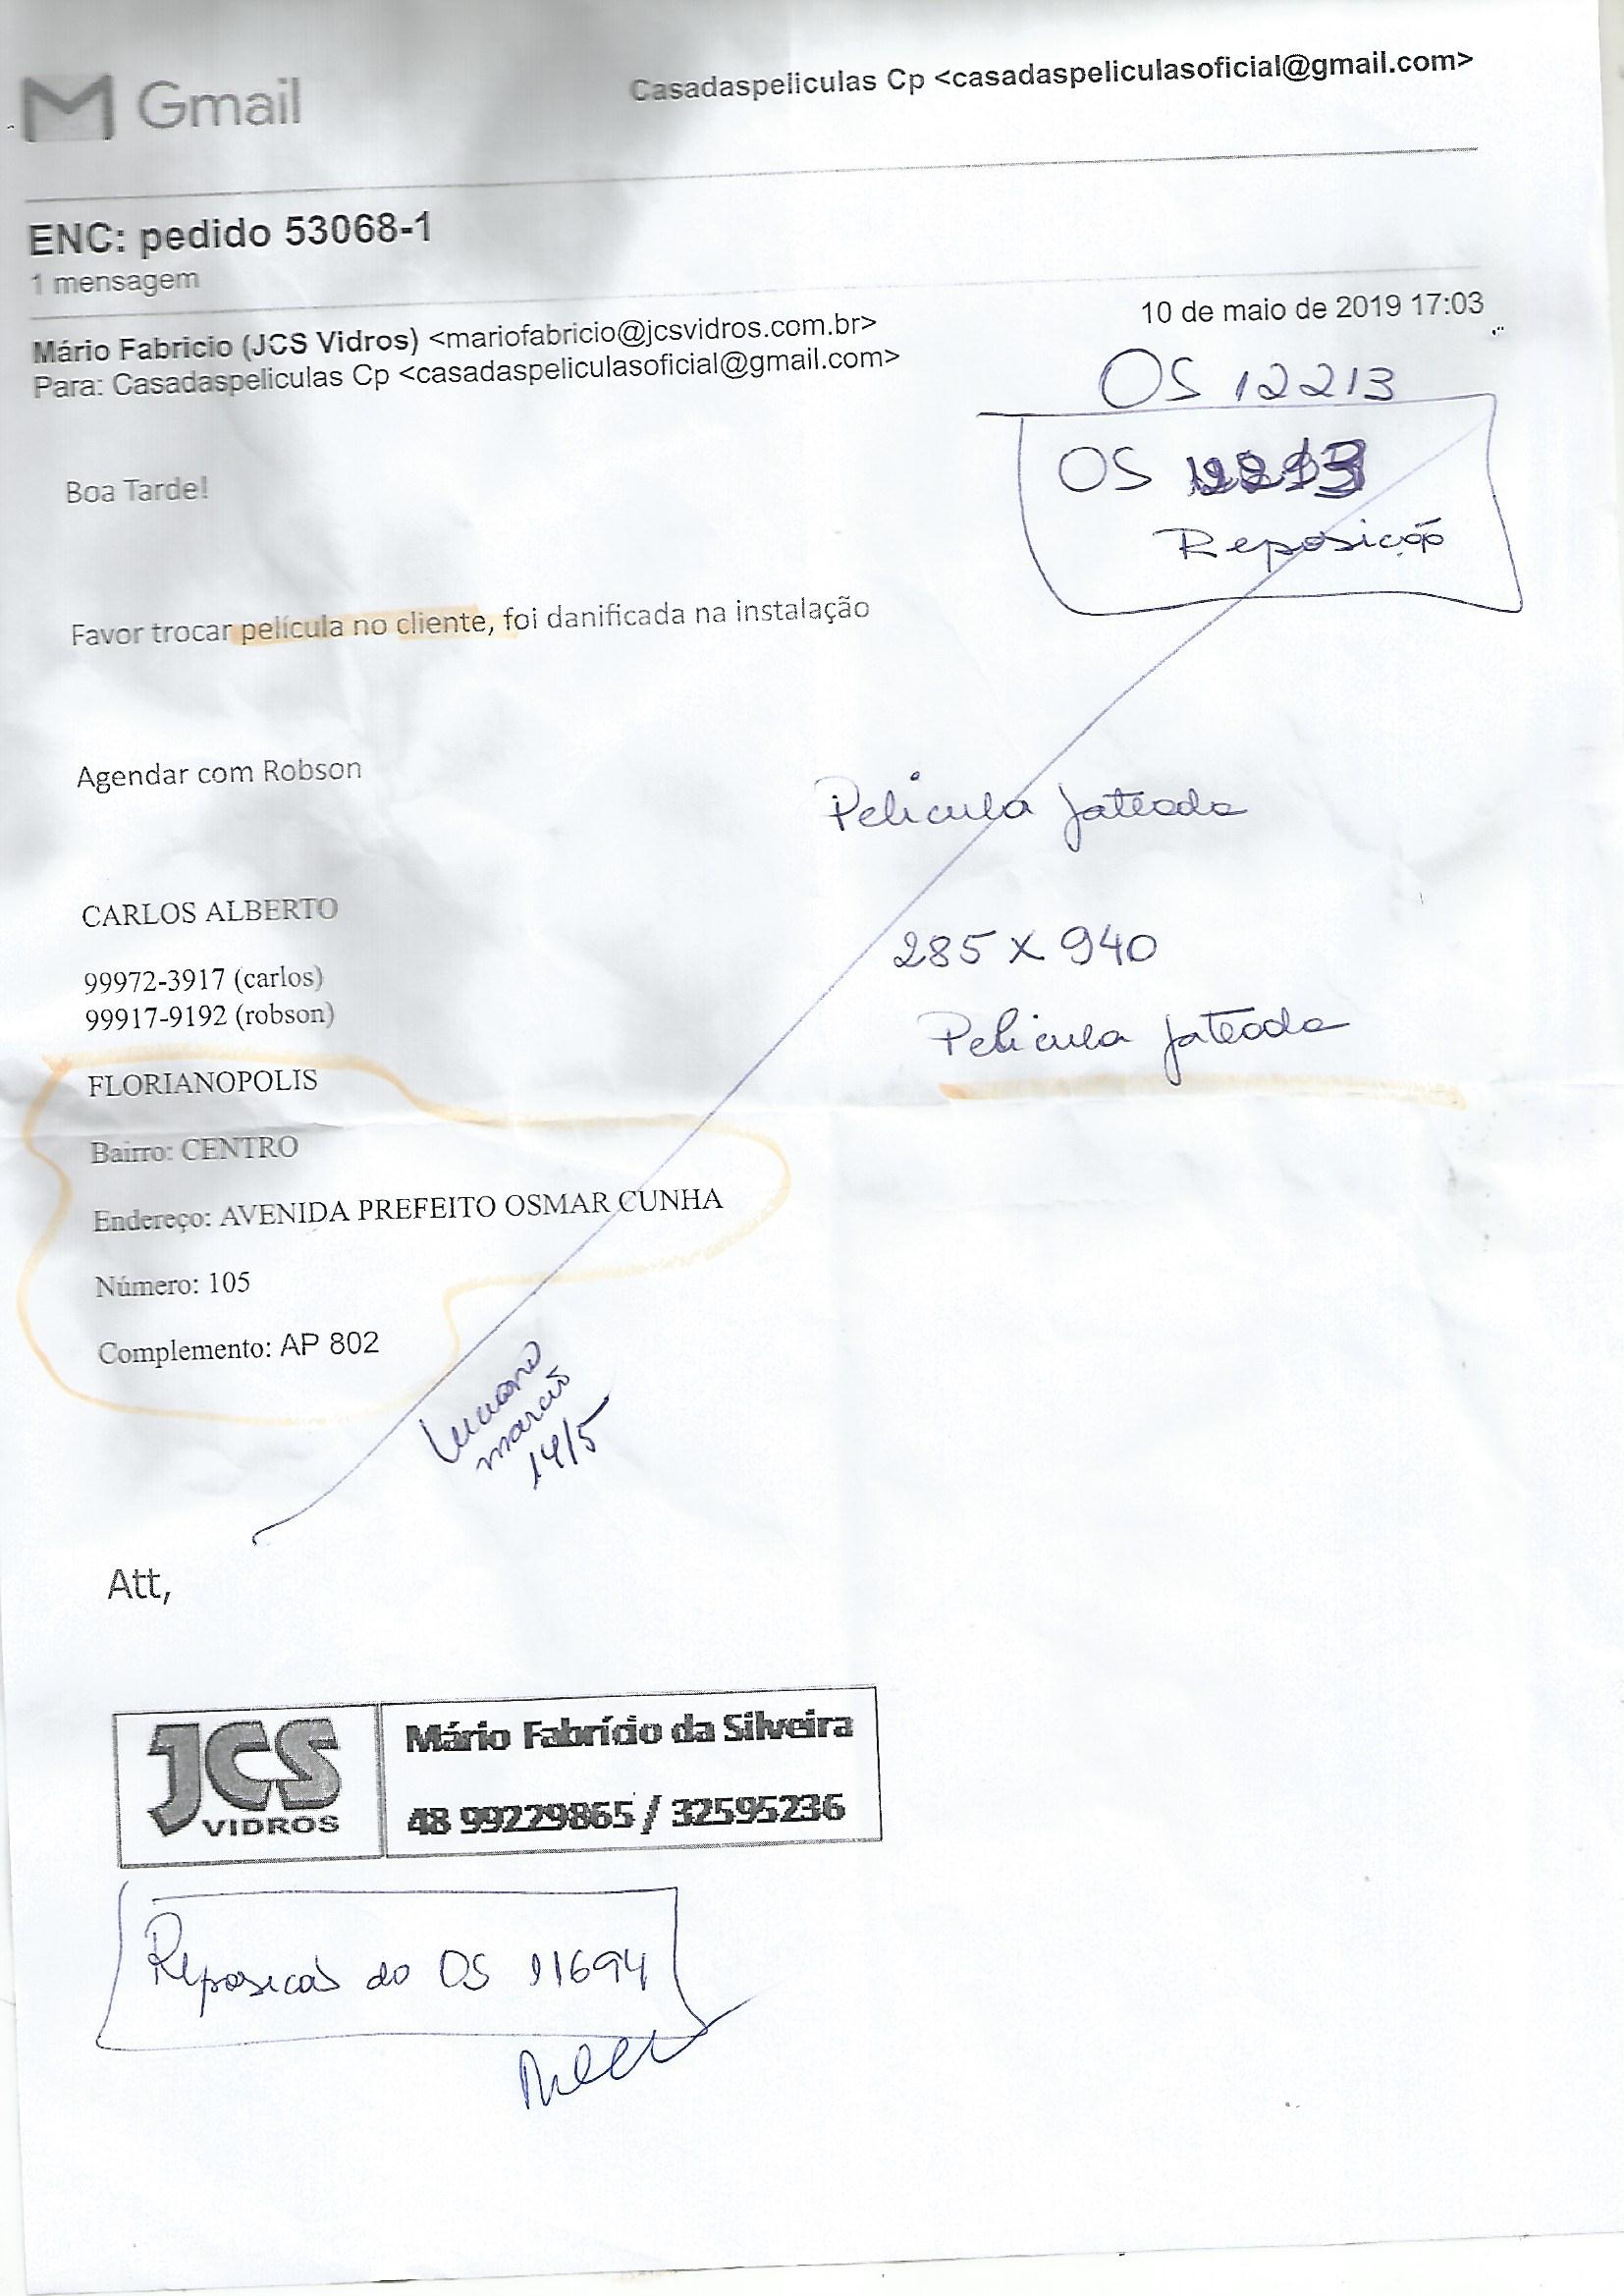 Gmail
Casadaspeliculas Cp <casadaspeliculasoficial@gmail.com>
ENC: pedido 53068-1
1 mensagem
Mário Fabricio (JCS Vidros) <mariofabricio@jcsvidros.com.br>
10 de maio de 2019 17:03
Para: Casadaspeliculas Cp <casadaspeliculasoficial@gmail.com>
OS 12213
OS
Boa Tarde!
Reposição
Favor trocar película no cliente, foi danificada na instalação
Agendar com Robson
Pelicula Jateada
CARLOS ALBERTO
285 x 940
99972-3917 (carlos)
99917-9192 (robson)
Pelicula Jateada
FLORIANOPOLIS
Bairro: CENTRO
Endereço: AVENIDA PREFEITO OSMAR CUNHA
Número: 105
Complemento: AP 802
Luciano
marcio
14/5
Att,
JCS
VIDROS
Mário Fabrício da Silveira
48 99229865 / 32595236
Reposicão do OS 11694